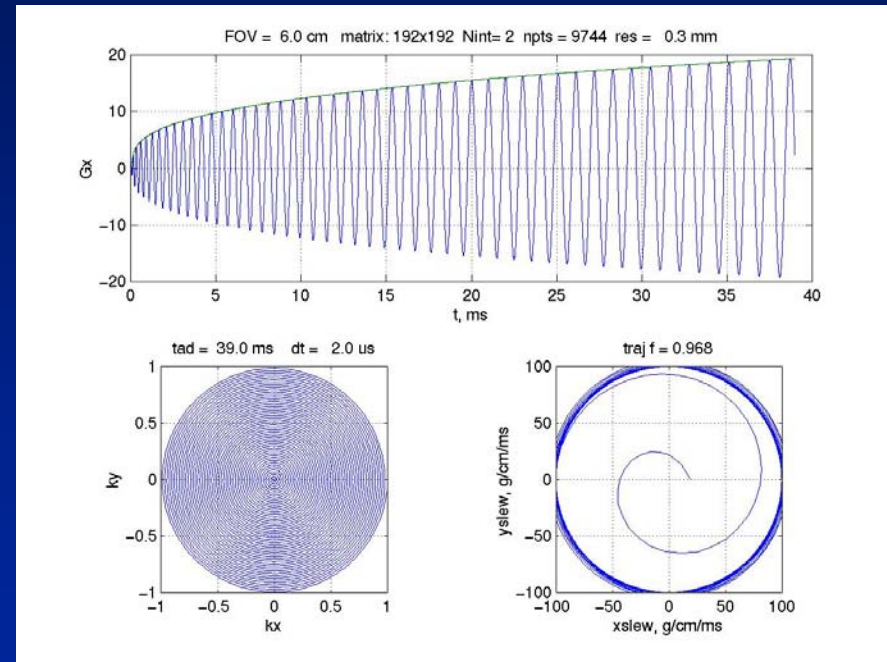 FOV = 6.0 cm matrix: 192x192 Nint= 2 npts = 9744 res = 0.3 mm
20
10
0
−10
−20
Gx
0 5 10 15 20 25 30 35 40
t, ms
tad = 39.0 ms dt = 2.0 us
1
0.5
0
−0.5
−1
ky
−1 −0.5 0 0.5 1
kx
traj f = 0.968
100
50
0
−50
−100
yslew, g/cm/ms
−100 −50 0 50 100
xslew, g/cm/ms